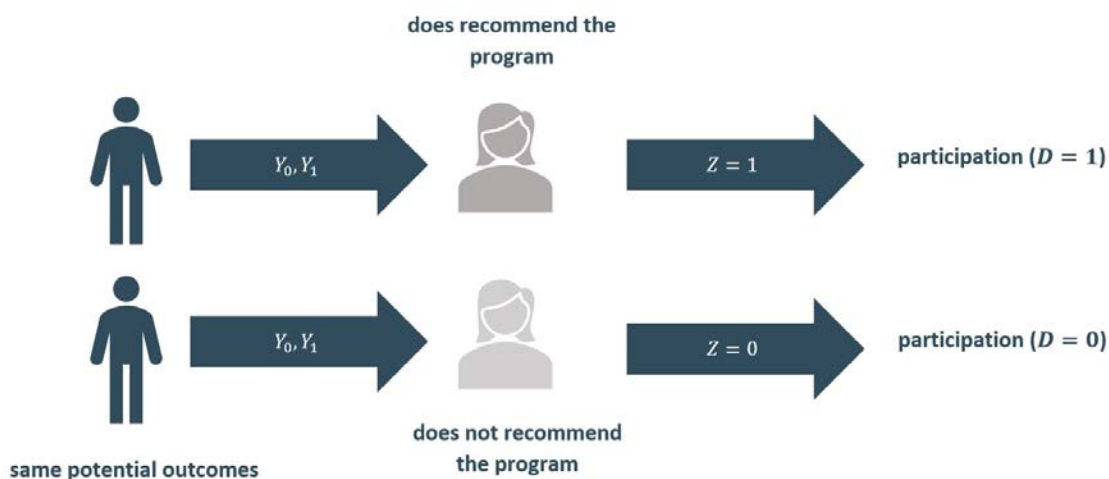 does recommend the
program
Y₀, Y₁
Z = 1
participation (D = 1)
Y₀, Y₁
Z = 0
participation (D = 0)
does not recommend
the program
same potential outcomes